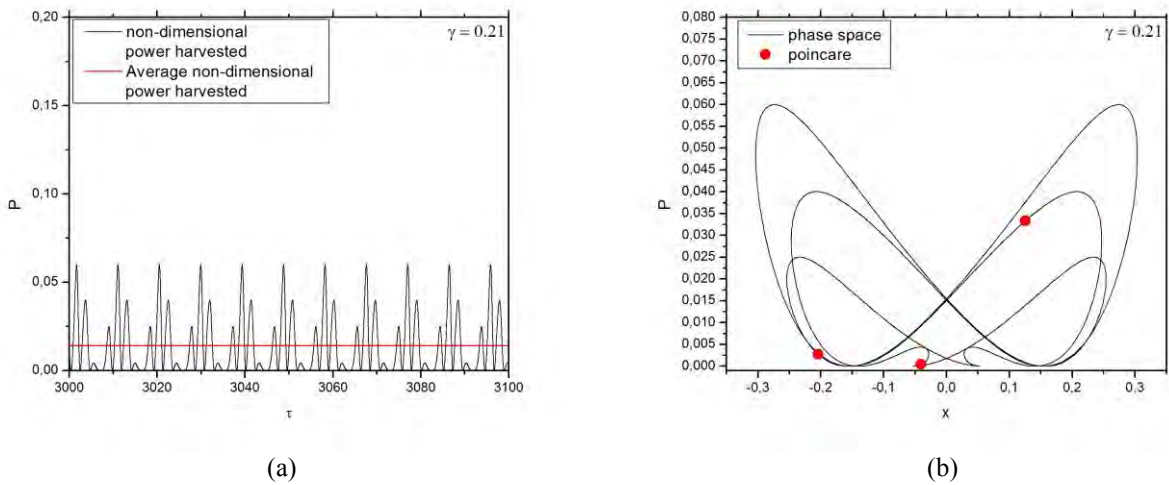 γ = 0.21
non-dimensional
power harvested
Average non-dimensional
power harvested
0,20
0,15
0,10
0,05
0,00
P
3000
3020
3040
3060
3080
3100
τ
(a)
γ = 0.21
phase space
poincare
0,080
0,075
0,070
0,065
0,060
0,055
0,050
0,045
0,040
0,035
0,030
0,025
0,020
0,015
0,010
0,005
0,000
P
-0,3
-0,2
-0,1
0,0
0,1
0,2
0,3
x
(b)